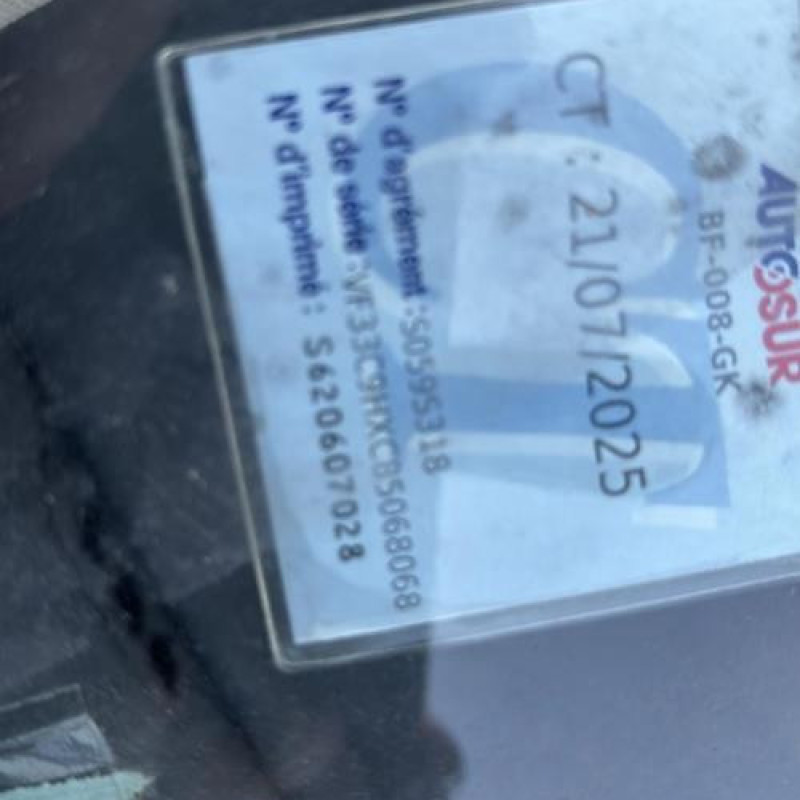 AUTOSUR
BF-008-GK
CT : 21/07/2025
N° d'agrément :S059S318
N° de série :VF33C9HXC85068068
N° d'imprimé : S620607028